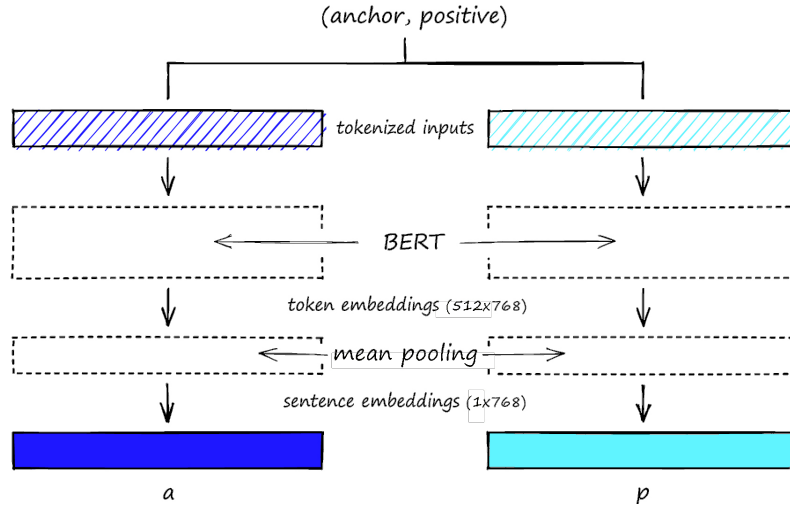 (anchor, positive)
tokenized inputs
BERT
token embeddings (512x768)
mean pooling
sentence embeddings (1x768)
a
p